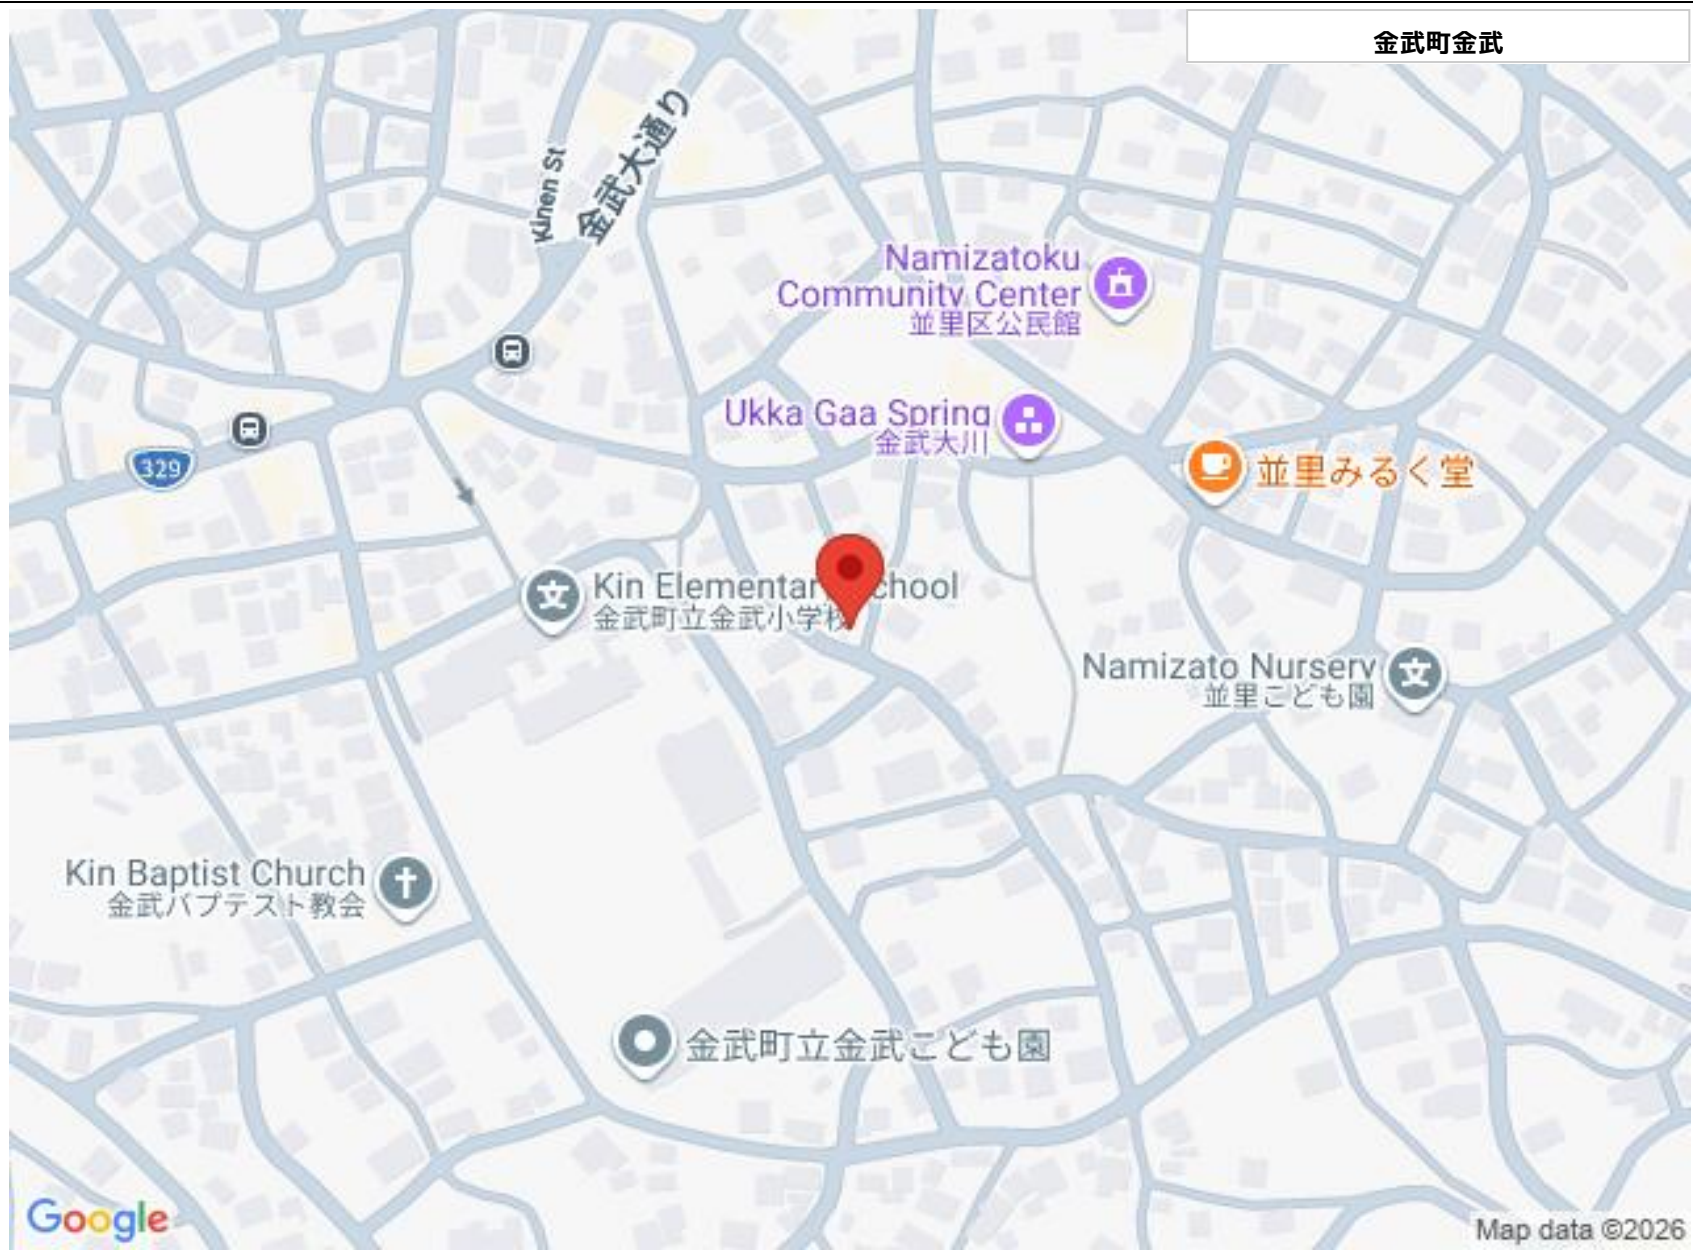 金武町金武
Kinen St
金武大通り
Namizatoku
Community Center
並里区公民館
Ukka Gaa Spring
金武大川
329
並里みるく堂
Kin Elementary School
金武町立金武小学校
Namizato Nursery
並里こども園
Kin Baptist Church
金武バプテスト教会
金武町立金武こども園
Google
Map data ©2026